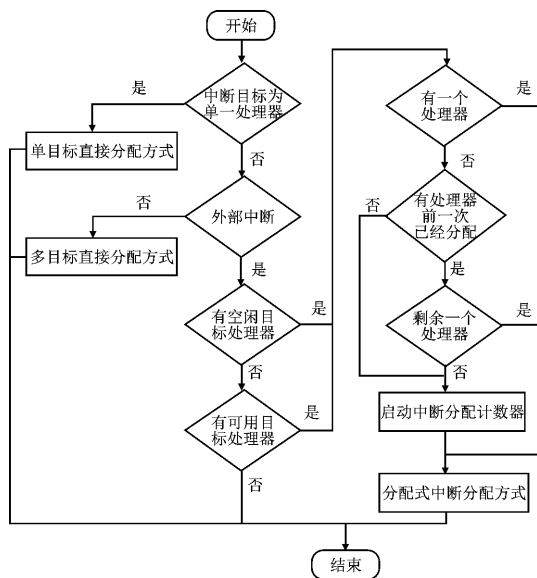 开始
中断目标为
单一处理器
是
否
单目标直接分配方式
外部中断
否
是
多目标直接分配方式
有空闲目
标处理器
是
否
有可用目
标处理器
是
否
有一个
处理器
是
否
有处理器
前一次
已经分配
否
是
剩余一个
处理器
是
否
启动中断分配计数器
分配式中断分配方式
结束